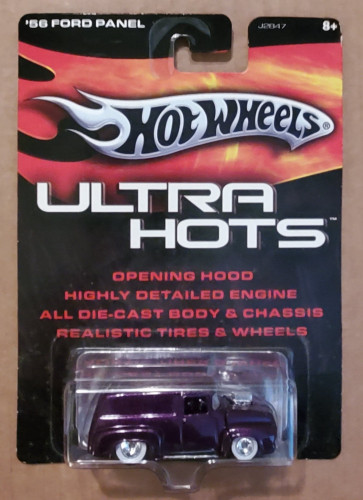 '56 FORD PANEL
J2847
8+
HOT WHEELS®
ULTRA
HOTS™
OPENING HOOD
HIGHLY DETAILED ENGINE
ALL DIE-CAST BODY & CHASSIS
REALISTIC TIRES & WHEELS